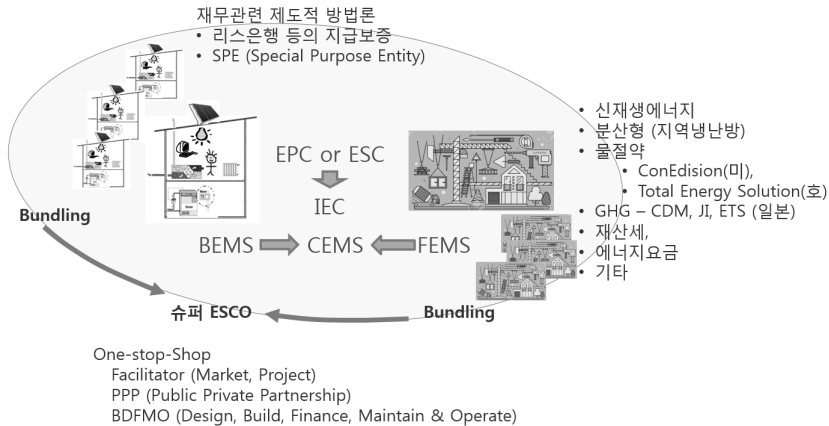 재무관련 제도적 방법론
• 리스은행 등의 지급보증
• SPE (Special Purpose Entity)
• 신재생에너지
• 분산형 (지역냉난방)
• 물절약
• ConEdision(미),
• Total Energy Solution(호)
• GHG – CDM, JI, ETS (일본)
• 재산세,
• 에너지요금
• 기타
EPC or ESC
IEC
BEMS
CEMS
FEMS
Bundling
Bundling
슈퍼 ESCO
One-stop-Shop
Facilitator (Market, Project)
PPP (Public Private Partnership)
BDFMO (Design, Build, Finance, Maintain & Operate)